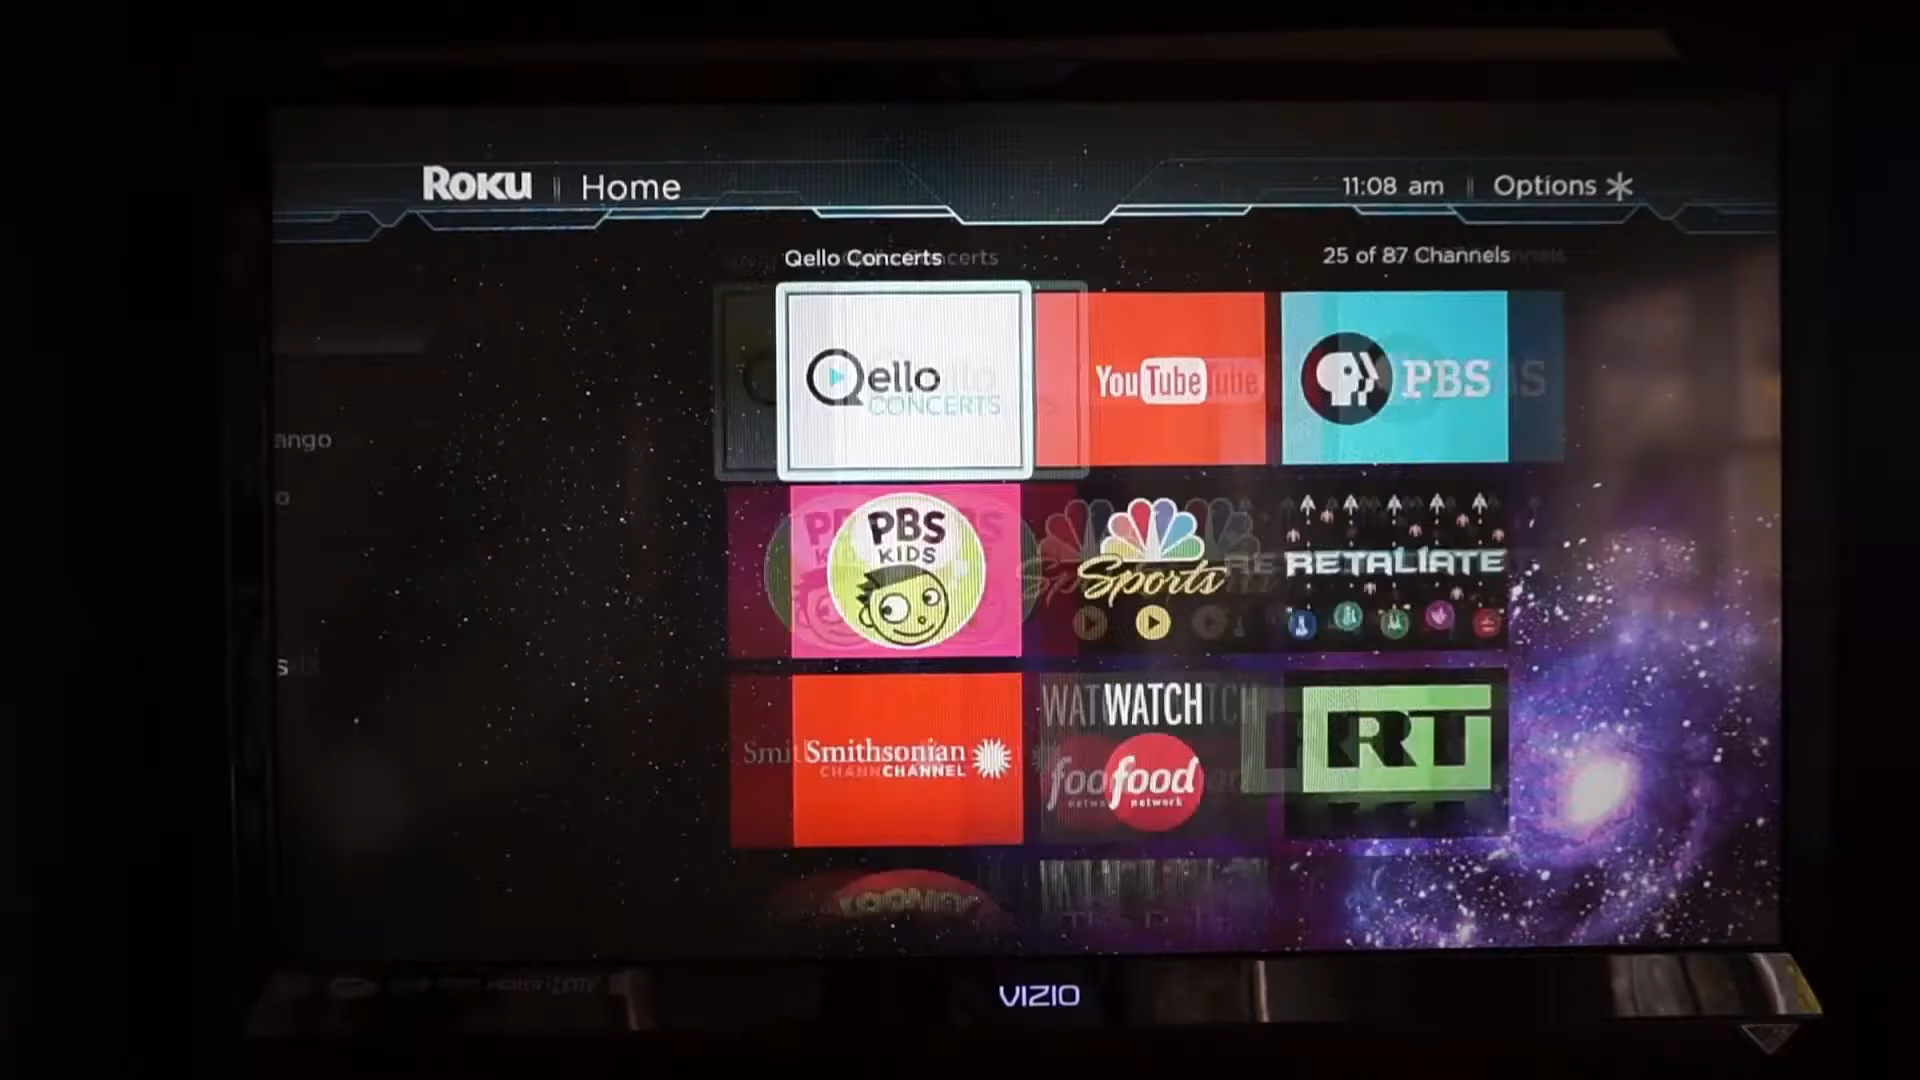 Roku | Home
11:08 am || Options *
Qello Concerts
25 of 87 Channels
Qello
CONCERTS
YouTube
PBS
ango
o
PBS
KIDS
Sports
RETALIATE
s
Smithsonian
CHANNEL
WATCH
food
network
RT
VIZIO